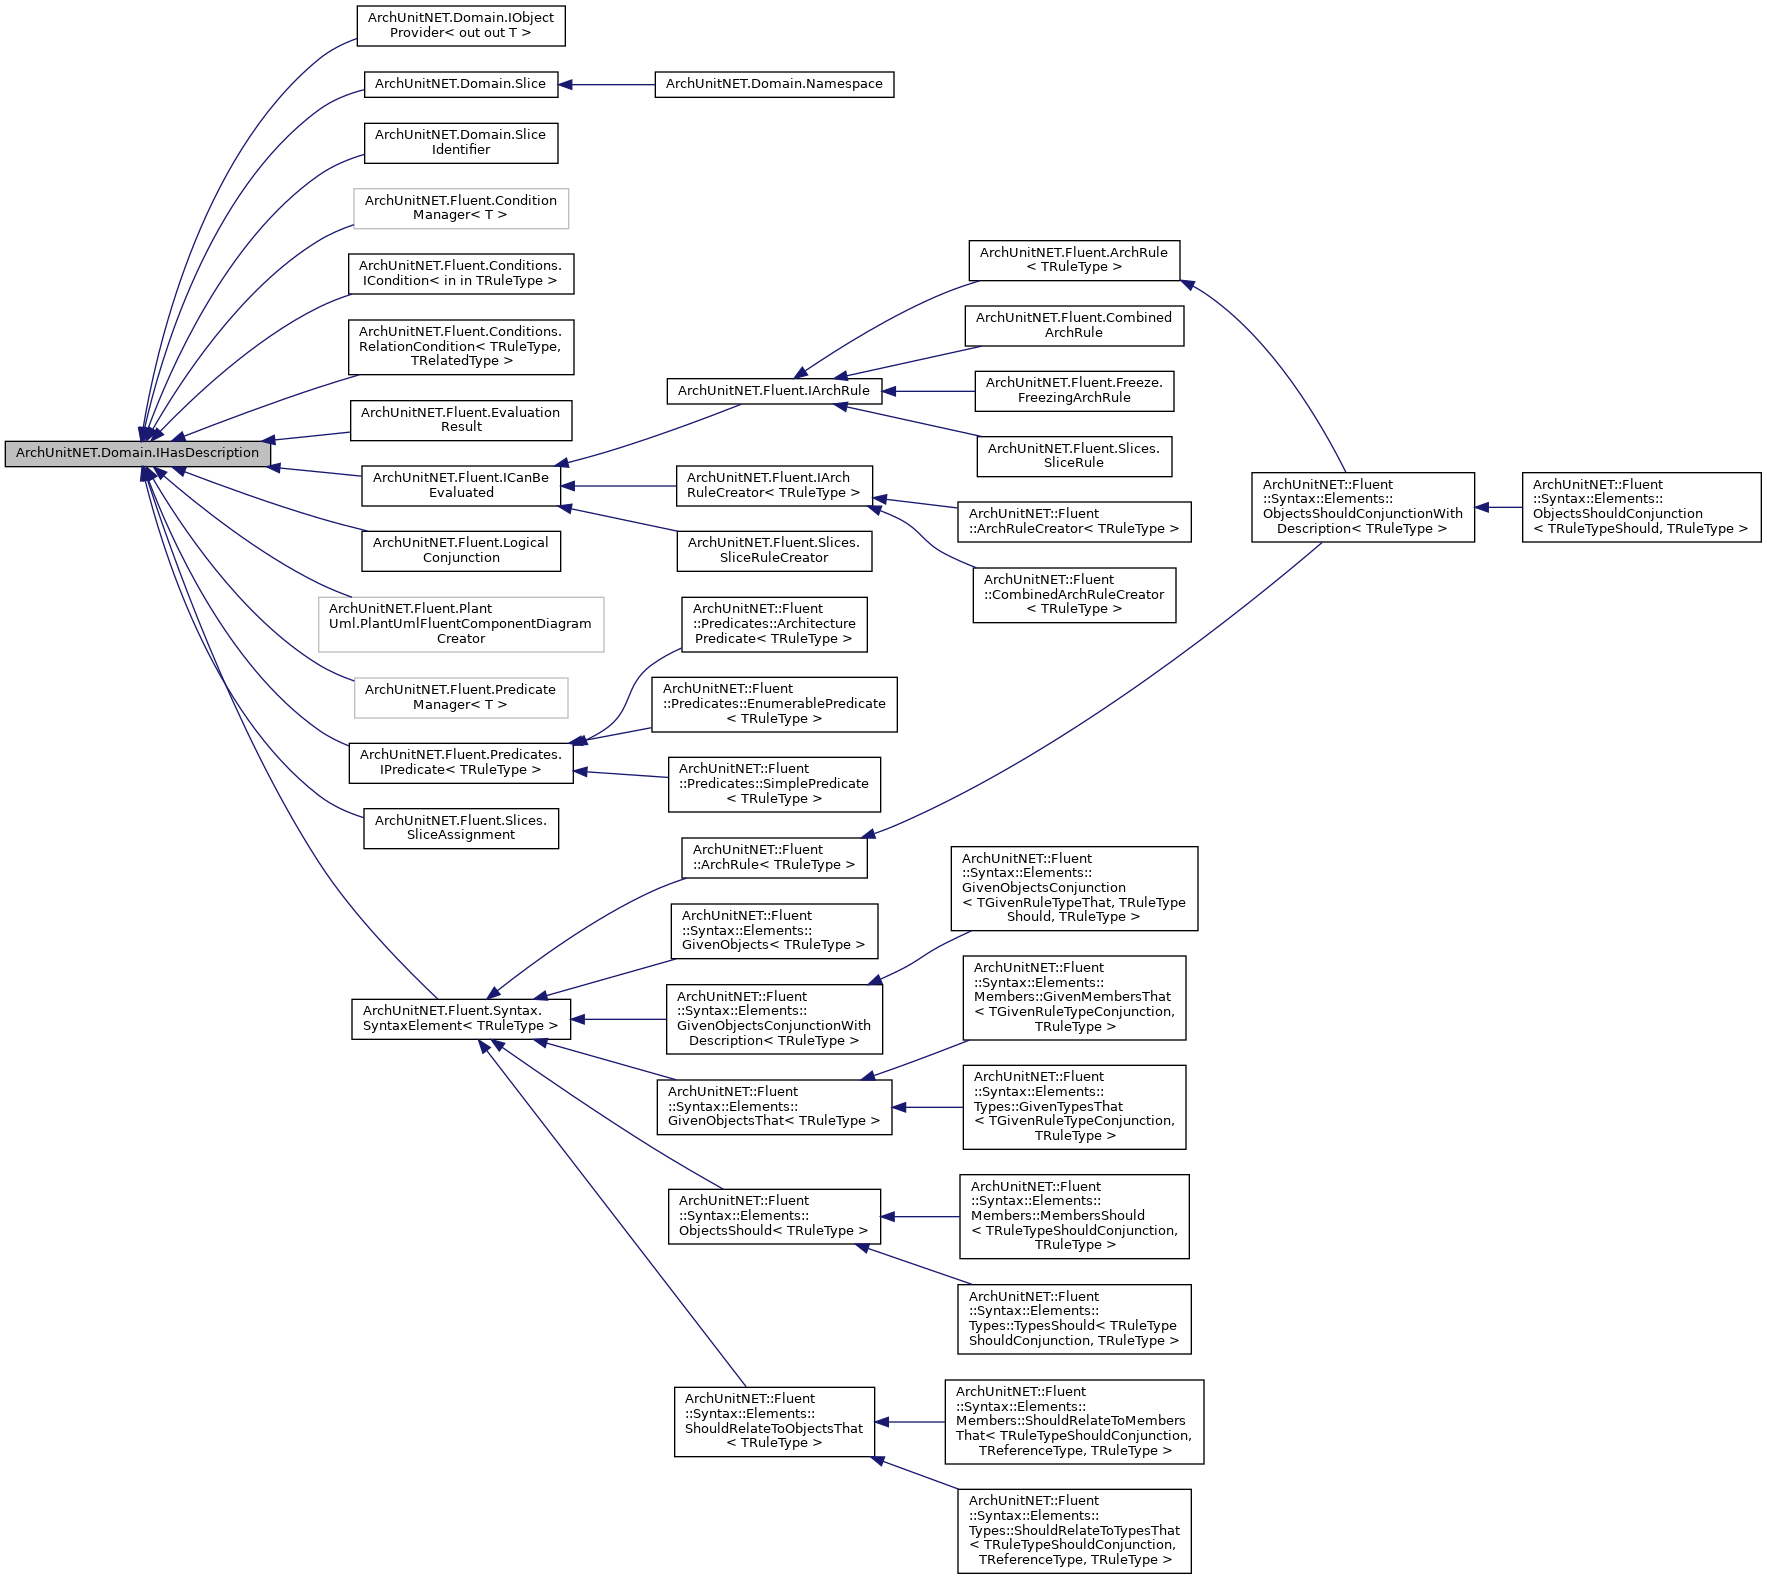 ArchUnitNET.Domain.IObject
Provider< out out T >
ArchUnitNET.Domain.Slice
ArchUnitNET.Domain.Namespace
ArchUnitNET.Domain.Slice
Identifier
ArchUnitNET.Fluent.Condition
Manager< T >
ArchUnitNET.Fluent.Conditions.
ICondition< in in TRuleType >
ArchUnitNET.Fluent.Conditions.
RelationCondition< TRuleType,
TRelatedType >
ArchUnitNET.Fluent.Evaluation
Result
ArchUnitNET.Domain.IHasDescription
ArchUnitNET.Fluent.ICanBe
Evaluated
ArchUnitNET.Fluent.Logical
Conjunction
ArchUnitNET.Fluent.Plant
Uml.PlantUmlFluentComponentDiagram
Creator
ArchUnitNET.Fluent.Predicate
Manager< T >
ArchUnitNET.Fluent.Predicates.
IPredicate< TRuleType >
ArchUnitNET.Fluent.Slices.
SliceAssignment
ArchUnitNET.Fluent.Syntax.
SyntaxElement< TRuleType >
ArchUnitNET.Fluent.IArchRule
ArchUnitNET.Fluent.IArch
RuleCreator< TRuleType >
ArchUnitNET.Fluent.Slices.
SliceRuleCreator
ArchUnitNET::Fluent
::Predicates::Architecture
Predicate< TRuleType >
ArchUnitNET::Fluent
::Predicates::EnumerablePredicate
< TRuleType >
ArchUnitNET::Fluent
::Predicates::SimplePredicate
< TRuleType >
ArchUnitNET::Fluent
::ArchRule< TRuleType >
ArchUnitNET::Fluent
::Syntax::Elements::
GivenObjects< TRuleType >
ArchUnitNET::Fluent
::Syntax::Elements::
GivenObjectsConjunctionWith
Description< TRuleType >
ArchUnitNET::Fluent
::Syntax::Elements::
GivenObjectsThat< TRuleType >
ArchUnitNET::Fluent
::Syntax::Elements::
ObjectsShould< TRuleType >
ArchUnitNET::Fluent
::Syntax::Elements::
ShouldRelateToObjectsThat
< TRuleType >
ArchUnitNET.Fluent.ArchRule
< TRuleType >
ArchUnitNET.Fluent.Combined
ArchRule
ArchUnitNET.Fluent.Freeze.
FreezingArchRule
ArchUnitNET.Fluent.Slices.
SliceRule
ArchUnitNET::Fluent
::ArchRuleCreator< TRuleType >
ArchUnitNET::Fluent
::CombinedArchRuleCreator
< TRuleType >
ArchUnitNET::Fluent
::Syntax::Elements::
GivenObjectsConjunction
< TGivenRuleTypeThat, TRuleType
Should, TRuleType >
ArchUnitNET::Fluent
::Syntax::Elements::
Members::GivenMembersThat
< TGivenRuleTypeConjunction,
TRuleType >
ArchUnitNET::Fluent
::Syntax::Elements::
Types::GivenTypesThat
< TGivenRuleTypeConjunction,
TRuleType >
ArchUnitNET::Fluent
::Syntax::Elements::
Members::MembersShould
< TRuleTypeShouldConjunction,
TRuleType >
ArchUnitNET::Fluent
::Syntax::Elements::
Types::TypesShould< TRuleType
ShouldConjunction, TRuleType >
ArchUnitNET::Fluent
::Syntax::Elements::
Members::ShouldRelateToMembers
That< TRuleTypeShouldConjunction,
TReferenceType, TRuleType >
ArchUnitNET::Fluent
::Syntax::Elements::
Types::ShouldRelateToTypesThat
< TRuleTypeShouldConjunction,
TReferenceType, TRuleType >
ArchUnitNET::Fluent
::Syntax::Elements::
ObjectsShouldConjunctionWith
Description< TRuleType >
ArchUnitNET::Fluent
::Syntax::Elements::
ObjectsShouldConjunction
< TRuleTypeShould, TRuleType >